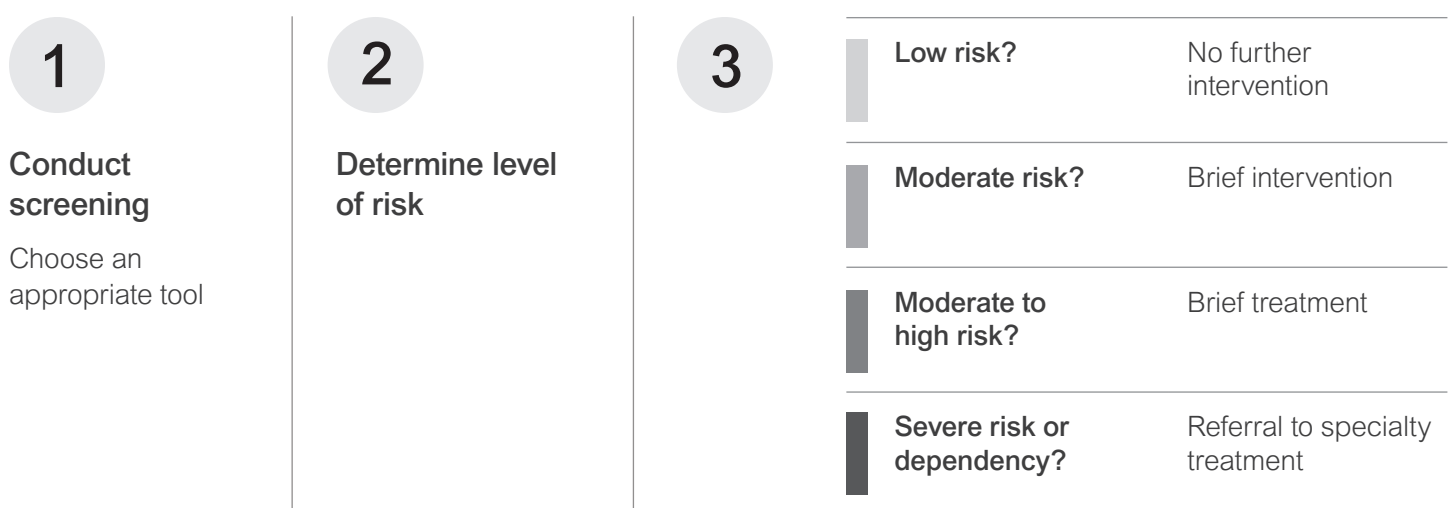 1
Conduct
screening
Choose an
appropriate tool
2
Determine level
of risk
3
Low risk?
No further
intervention
Moderate risk?
Brief intervention
Moderate to
high risk?
Brief treatment
Severe risk or
dependency?
Referral to specialty
treatment